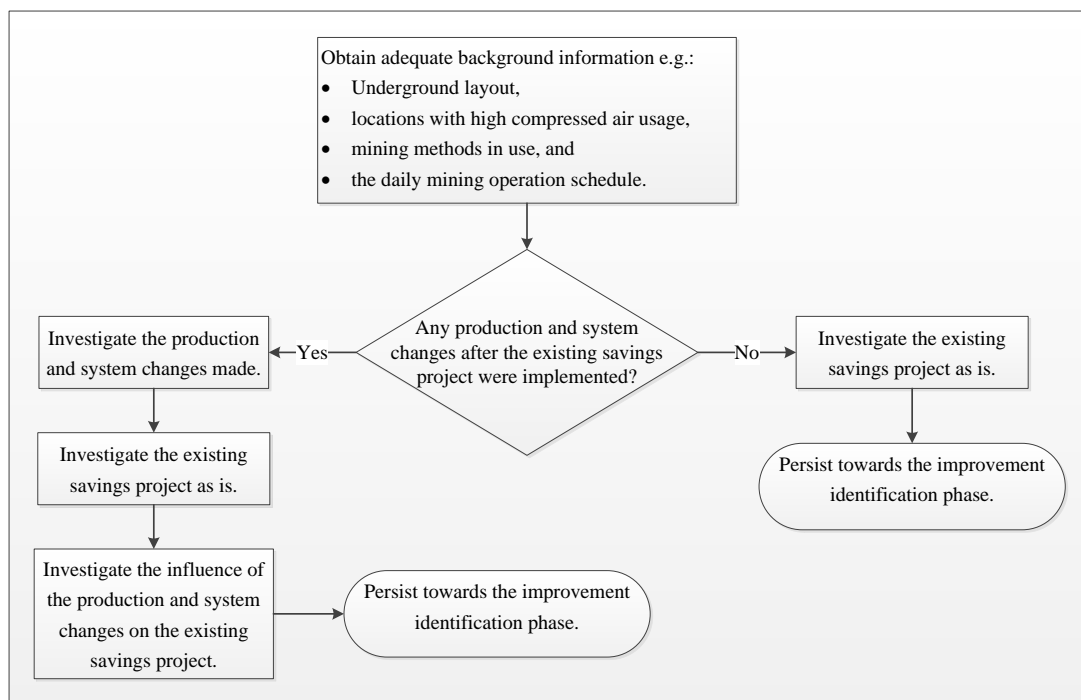 Obtain adequate background information e.g.:
• Underground layout,
• locations with high compressed air usage,
• mining methods in use, and
• the daily mining operation schedule.
Any production and system
changes after the existing savings
project were implemented?
Yes
No
Investigate the production
and system changes made.
Investigate the existing
savings project as is.
Investigate the influence of
the production and system
changes on the existing
savings project.
Persist towards the improvement
identification phase.
Investigate the existing
savings project as is.
Persist towards the improvement
identification phase.